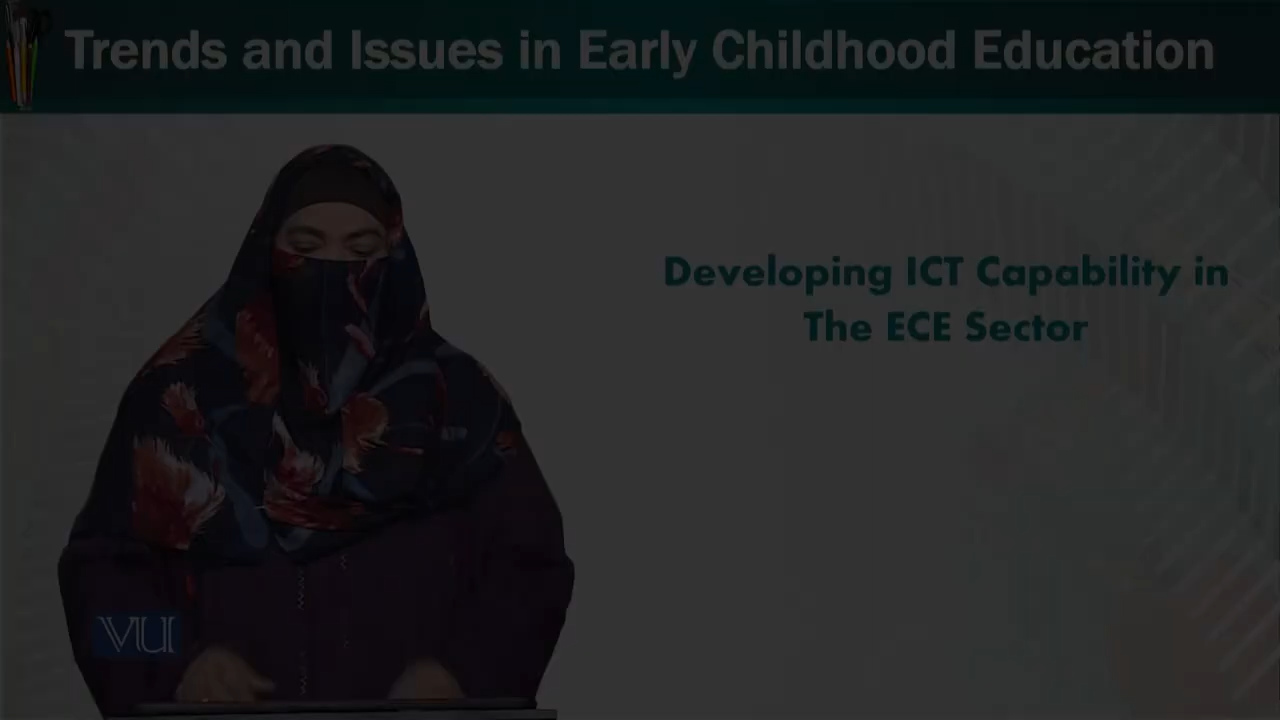 Trends and Issues in Early Childhood Education
Developing ICT Capability in
The ECE Sector
VU